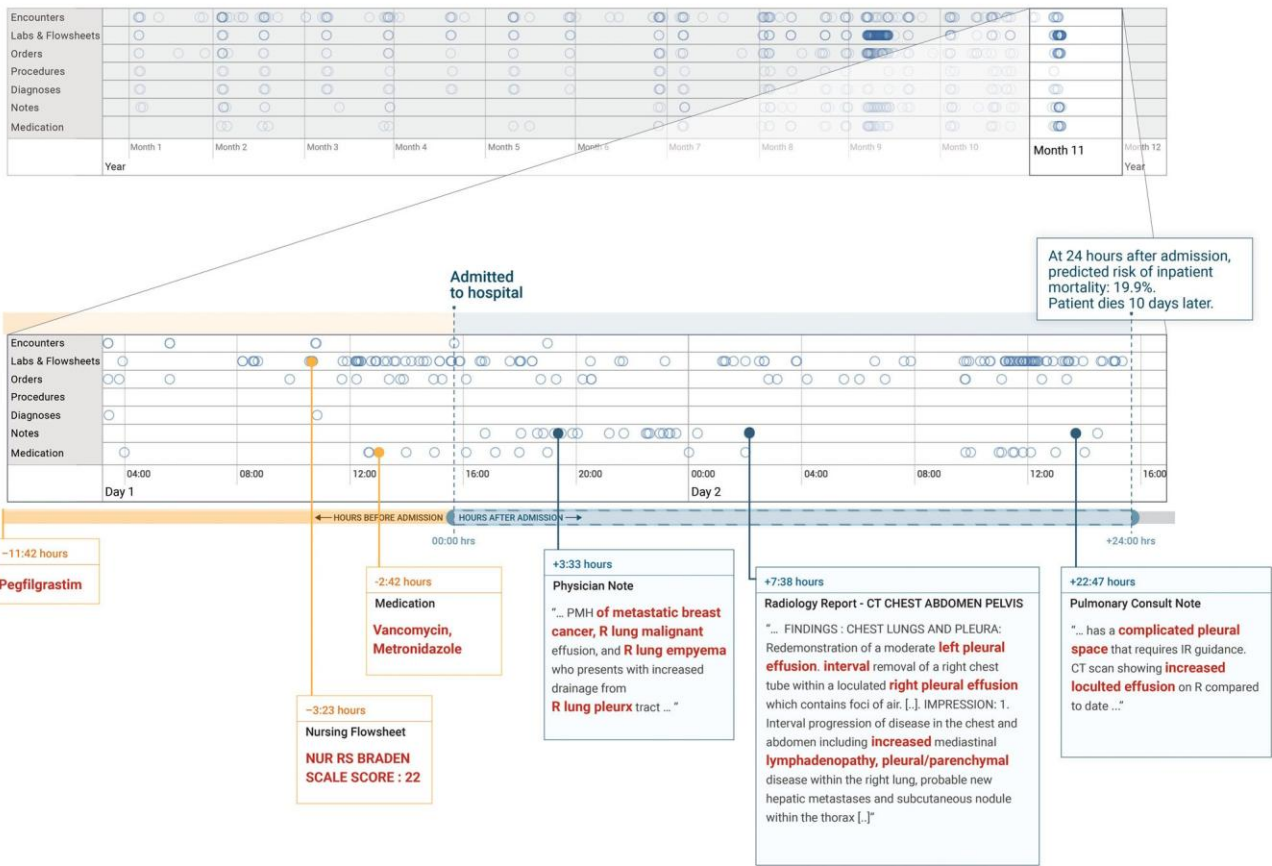 Encounters
Labs & Flowsheets
Orders
Procedures
Diagnoses
Notes
Medication
Month 1
Month 2
Month 3
Month 4
Month 5
Month 6
Month 7
Month 8
Month 9
Month 10
Month 11
Month 12
Year
Year
At 24 hours after admission,
predicted risk of inpatient
mortality: 19.9%.
Patient dies 10 days later.
Admitted
to hospital
Encounters
Labs & Flowsheets
Orders
Procedures
Diagnoses
Notes
Medication
04:00
08:00
12:00
16:00
20:00
00:00
04:00
08:00
12:00
16:00
Day 1
Day 2
HOURS BEFORE ADMISSION
HOURS AFTER ADMISSION
00:00 hrs
+24:00 hrs
−11:42 hours
Pegfilgrastim
−3:23 hours
Nursing Flowsheet
NUR RS BRADEN
SCALE SCORE : 22
-2:42 hours
Medication
Vancomycin,
Metronidazole
+3:33 hours
Physician Note
"... PMH of metastatic breast
cancer, R lung malignant
effusion, and R lung empyema
who presents with increased
drainage from
R lung pleurx tract ... "
+7:38 hours
Radiology Report - CT CHEST ABDOMEN PELVIS
"... FINDINGS : CHEST LUNGS AND PLEURA:
Redemonstration of a moderate left pleural
effusion. interval removal of a right chest
tube within a loculated right pleural effusion
which contains foci of air. [..]. IMPRESSION: 1.
Interval progression of disease in the chest and
abdomen including increased mediastinal
lymphadenopathy, pleural/parenchymal
disease within the right lung, probable new
hepatic metastases and subcutaneous nodule
within the thorax [..]"
+22:47 hours
Pulmonary Consult Note
"... has a complicated pleural
space that requires IR guidance.
CT scan showing increased
loculted effusion on R compared
to date ..."